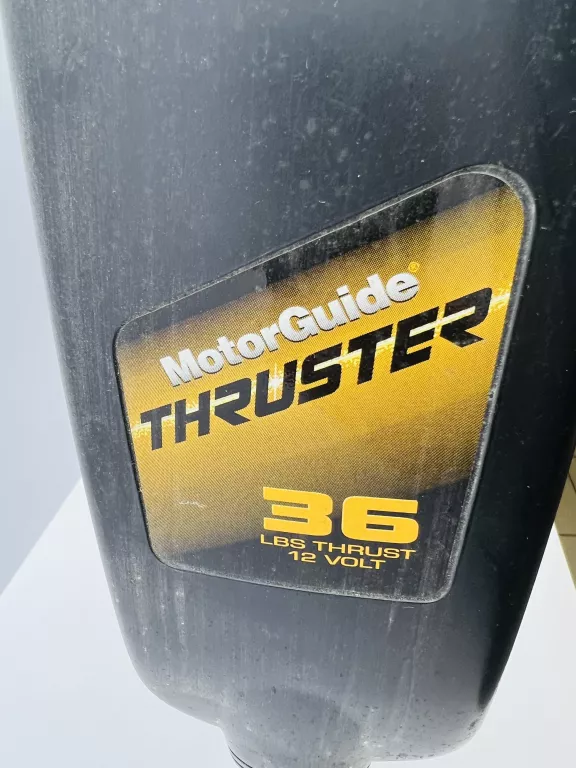 MotorGuide®
THRUSTER
36
LBS THRUST
12 VOLT